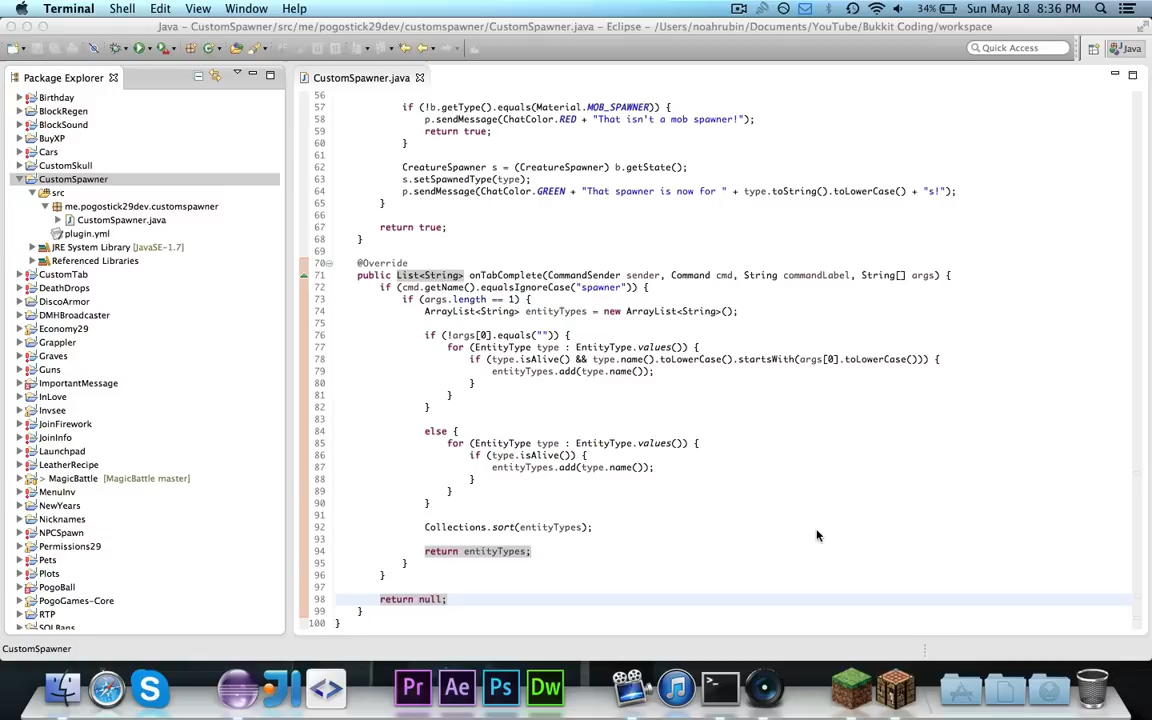 Terminal Shell Edit View Window Help 34% Sun May 18 8:36 PM
Java – CustomSpawner/src/me/pogostick29dev/customspawner/CustomSpawner.java – Eclipse – /Users/noahrubin/Documents/YouTube/Bukkit Coding/workspace
Quick Access Java
Package Explorer
CustomSpawner.java
Birthday
BlockRegen
BlockSound
BuyXP
Cars
CustomSkull
CustomSpawner
src
me.pogostick29dev.customspawner
CustomSpawner.java
plugin.yml
JRE System Library [JavaSE-1.7]
Referenced Libraries
CustomTab
DeathDrops
DiscoArmor
DMHBroadcaster
Economy29
Grappler
Graves
Guns
ImportantMessage
InLove
Invsee
JoinFirework
JoinInfo
Launchpad
LeatherRecipe
> MagicBattle [MagicBattle master]
MenuInv
NewYears
Nicknames
NPCSpawn
Permissions29
Pets
Plots
PogoBall
PogoGames-Core
RTP
SQLBans
56
57 if (!b.getType().equals(Material.MOB_SPAWNER)) {
58 p.sendMessage(ChatColor.RED + "That isn't a mob spawner!");
59 return true;
60 }
61
62 CreatureSpawner s = (CreatureSpawner) b.getState();
63 s.setSpawnedType(type);
64 p.sendMessage(ChatColor.GREEN + "That spawner is now for " + type.toString().toLowerCase() + "s!");
65 }
66
67 return true;
68 }
69
70 @Override
71 public List<String> onTabComplete(CommandSender sender, Command cmd, String commandLabel, String[] args) {
72 if (cmd.getName().equalsIgnoreCase("spawner")) {
73 if (args.length == 1) {
74 ArrayList<String> entityTypes = new ArrayList<String>();
75
76 if (!args[0].equals("")) {
77 for (EntityType type : EntityType.values()) {
78 if (type.isAlive() && type.name().toLowerCase().startsWith(args[0].toLowerCase())) {
79 entityTypes.add(type.name());
80 }
81 }
82 }
83
84 else {
85 for (EntityType type : EntityType.values()) {
86 if (type.isAlive()) {
87 entityTypes.add(type.name());
88 }
89 }
90 }
91
92 Collections.sort(entityTypes);
93
94 return entityTypes;
95 }
96 }
97
98 return null;
99 }
100 }
CustomSpawner
Pr Ae Ps Dw